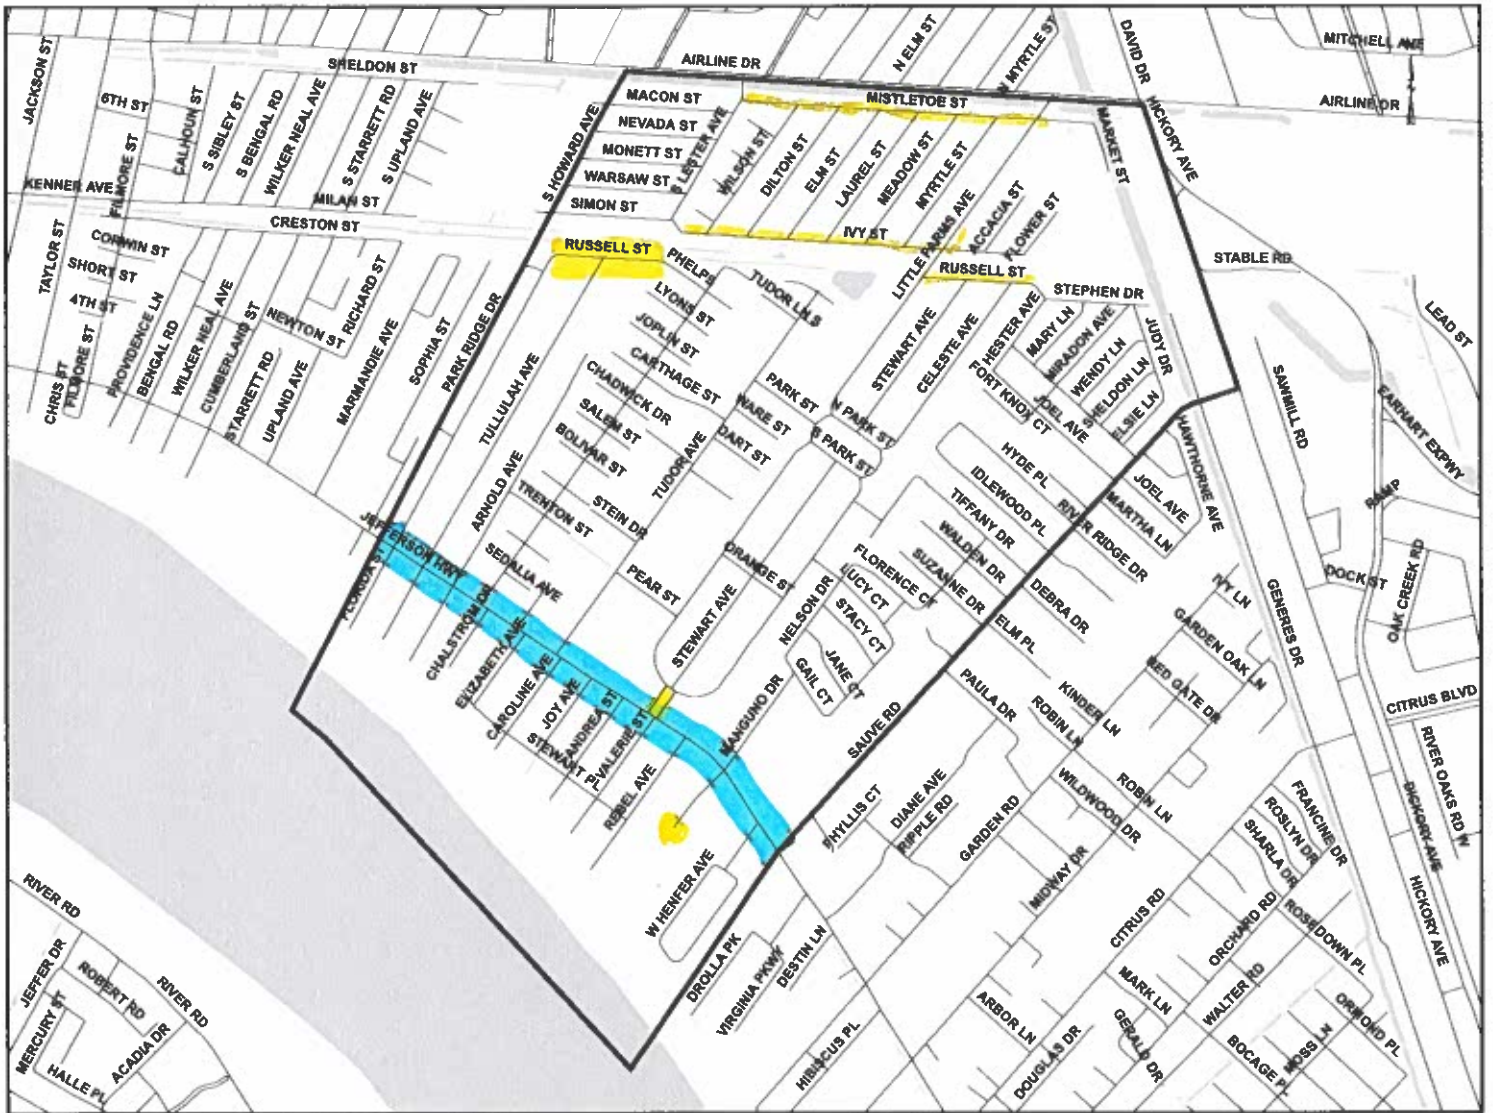 JACKSON ST
SHELDON ST
AIRLINE DR
N ELM ST
N MYRTLE ST
DAVID DR
MITCHELL AVE
6TH ST
CALHOUN ST
S SIBLEY ST
S BENGAL RD
WILKER NEAL AVE
S STARRETT RD
S UPLAND AVE
S HOWARD AVE
MACON ST
MISTLETOE ST
HICKORY AVE
AIRLINE DR
NEVADA ST
MONETT ST
WARSAW ST
SIMON ST
S LESTER AVE
WILSON ST
DILTON ST
ELM ST
LAUREL ST
MEADOW ST
MYRTLE ST
MARKET ST
KENNER AVE
FILMORE ST
MILAN ST
CRESTON ST
IVY ST
LITTLE FARMS AVE
ACCACIA ST
FLOWER ST
TAYLOR ST
CORWIN ST
SHORT ST
4TH ST
RUSSELL ST
PHELPS
TUDOR LN S
RUSSELL ST
STEPHEN DR
STABLE RD
LEAD ST
CHRIS ST
FILMORE ST
PROVIDENCE LN
BENGAL RD
WILKER NEAL AVE
CUMBERLAND ST
STARRETT RD
UPLAND AVE
NEWTON ST
RICHARD ST
MARMANDIE AVE
SOPHIA ST
PARK RIDGE DR
TULLULAH AVE
LYONS ST
JOPLIN ST
CARTHAGE ST
CHADWICK DR
SALEM ST
BOLIVAR ST
PARK ST
WARE ST
DART ST
TUDOR AVE
N PARK ST
S PARK ST
STEWART AVE
CELESTE AVE
HESTER AVE
MARY LN
MIRADON AVE
WENDY LN
SHELDON LN
ELSIE LN
JUDY DR
FORT KNOX CT
JOEL AVE
HAWTHORNE AVE
SAWMILL RD
EARHART EXPWY
RAMP
ARNOLD AVE
TRENTON ST
STEIN DR
HYDE PL
IDLEWOOD PL
TIFFANY DR
WALDEN DR
SUZANNE DR
RIVER RIDGE DR
MARTHA LN
JOEL AVE
JEFFERSON HWY
SEDALIA AVE
PEAR ST
ORANGE ST
STEWART AVE
NELSON DR
FLORENCE CT
LUCY CT
STACY CT
JANE CT
GAIL CT
DEBRA DR
ELM PL
IVY LN
GARDEN OAK LN
GENERES DR
DOCK ST
OAK CREEK RD
CHALSTROM DR
ELIZABETH AVE
CAROLINE AVE
JOY AVE
ANDREA ST
STEWART PL
VALERIE ST
REBEL AVE
MANGUNO DR
SAUVE RD
PAULA DR
KINDER LN
ROBIN LN
RED GATE DR
CITRUS BLVD
RIVER OAKS RD W
W HENFER AVE
PHYLLIS CT
DIANE AVE
RIPPLE RD
GARDEN RD
WILDWOOD DR
ROBIN LN
MIDWAY DR
FRANCINE DR
ROSLYN DR
SHARLA DR
HICKORY AVE
DROLLA PK
VIRGINIA PKWY
DESTIN LN
CITRUS RD
ORCHARD RD
ROSEDOWN PL
RIVER RD
JEFFER DR
ROBERT RD
RIVER RD
MERCURY ST
ACADIA DR
HALLE PL
HIBISCUS PL
ARBOR LN
DOUGLAS DR
MARK LN
GERALD DR
WALTER RD
BOCAGE PL
MOSS LN
ORMOND PL